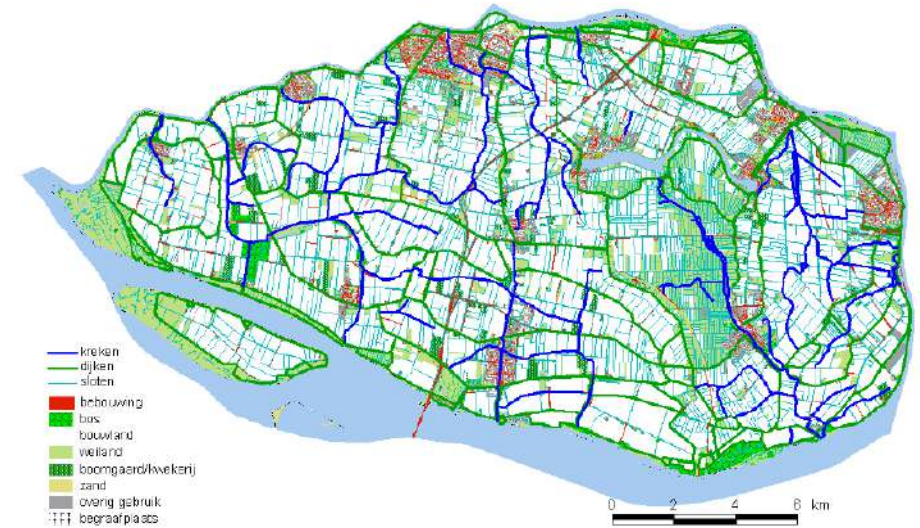 kreken
dijken
sloten
bebouwing
bos
bouwland
weiland
boomgaard/kwekerij
zand
overig gebruik
begraafplaats
0 2 4 6 km